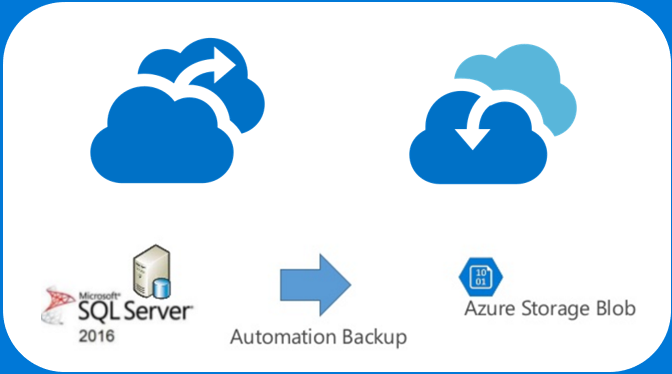 Microsoft®
SQL Server
2016
Automation Backup
10
01
Azure Storage Blob